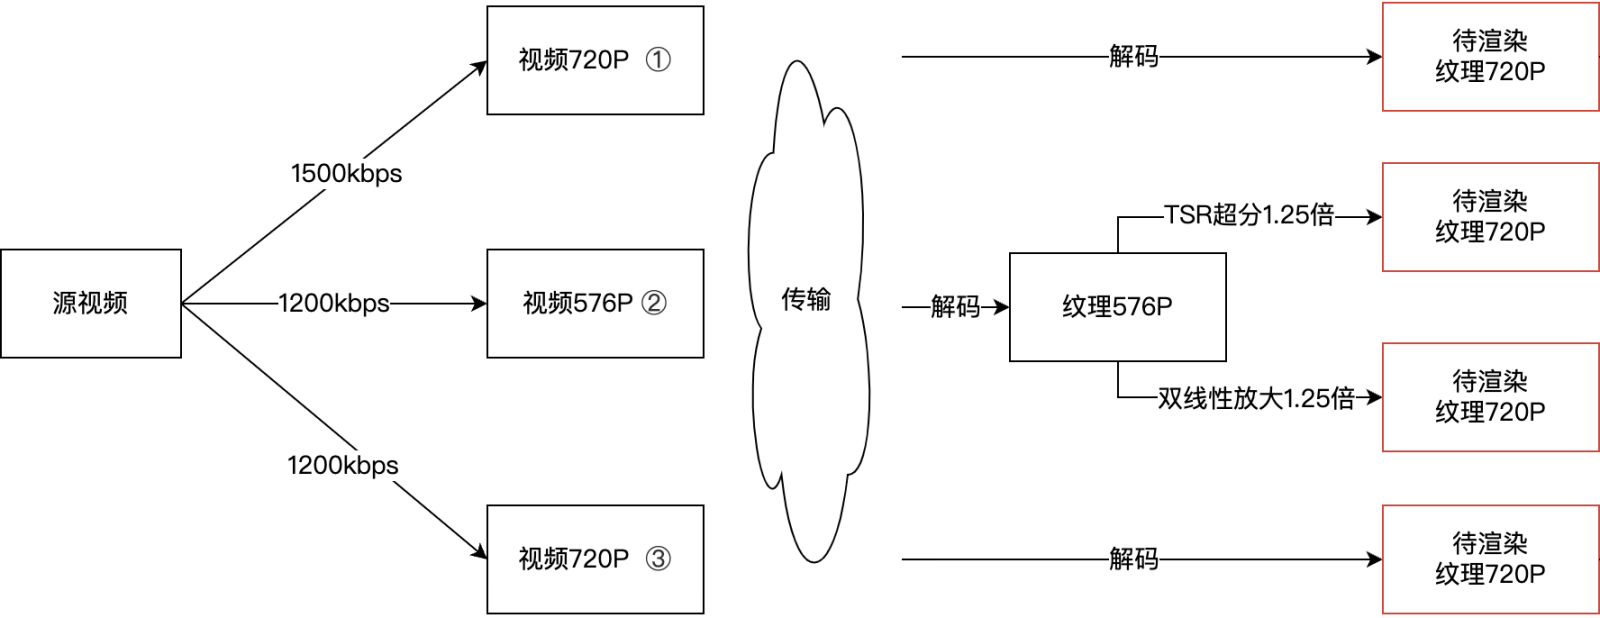 视频720P ①
解码
待渲染
纹理720P
1500kbps
TSR超分1.25倍
待渲染
纹理720P
源视频
1200kbps
视频576P ②
传输
解码
纹理576P
双线性放大1.25倍
待渲染
纹理720P
1200kbps
视频720P ③
解码
待渲染
纹理720P